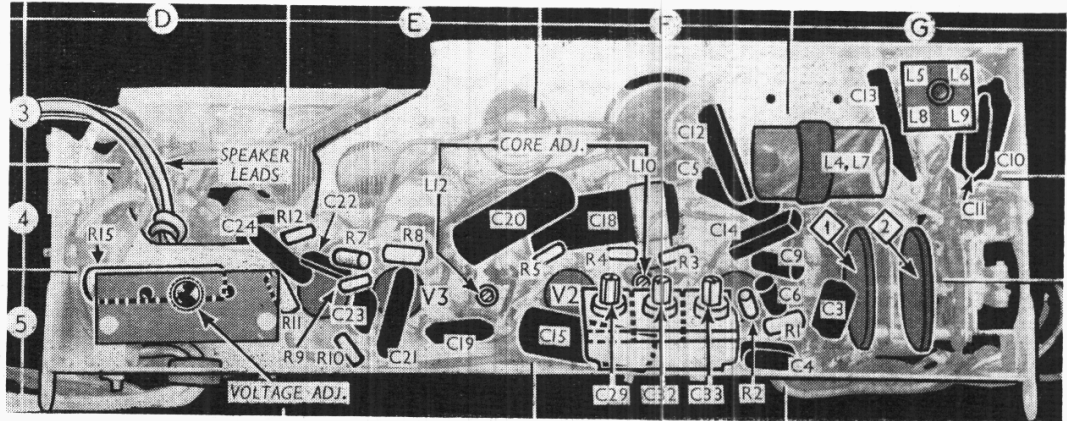 D E F G
3
4
5
SPEAKER LEADS
CORE ADJ.
L12
L10
C24
R12
C22
R7
R8
R15
C20
C18
R5
R4
R3
C12
C5
C13
L5 L6
L8 L9
L4, L7
C10
C11
C14
C9
C6
C3
1
2
R11
R9
C23
R10
C21
V3
C19
V2
C15
R1
C4
VOLTAGE ADJ.
C29
C32
C33
R2